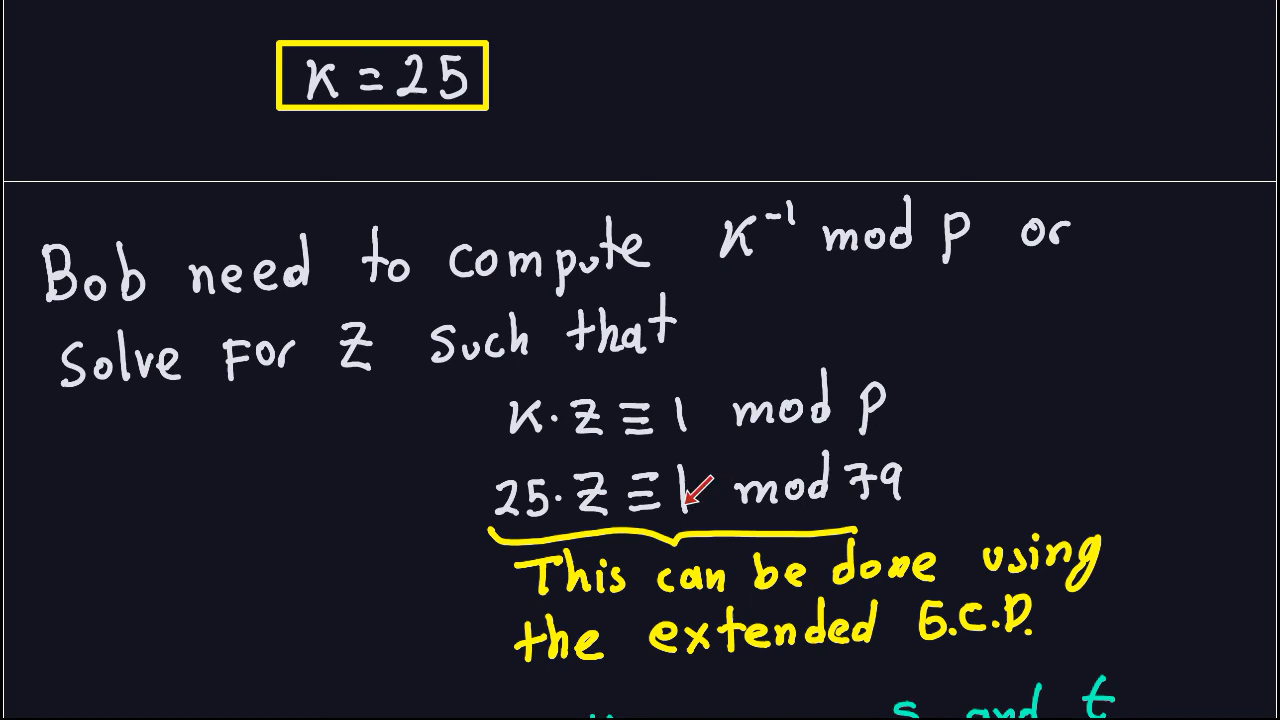 K = 25
Bob need to compute K⁻¹ mod p or
Solve For Z such that
K · Z ≡ 1 mod p
25 · Z ≡ 1 mod 79
This can be done using
the extended G.C.D.
s and t